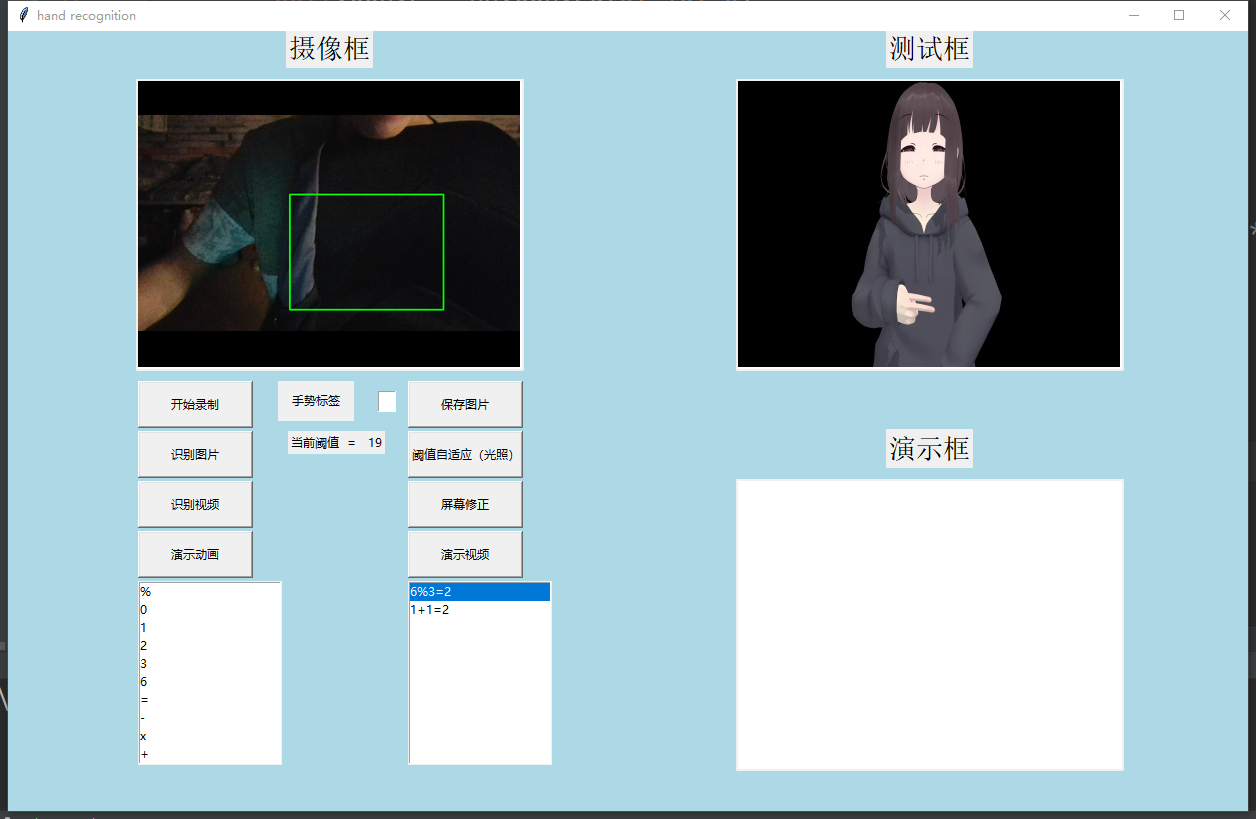 hand recognition
摄像框
测试框
开始录制
手势标签
保存图片
识别图片
当前阈值 = 19
阈值自适应（光照）
识别视频
屏幕修正
演示动画
演示视频
演示框
%
0
1
2
3
6
=
-
x
+
6%3=2
1+1=2